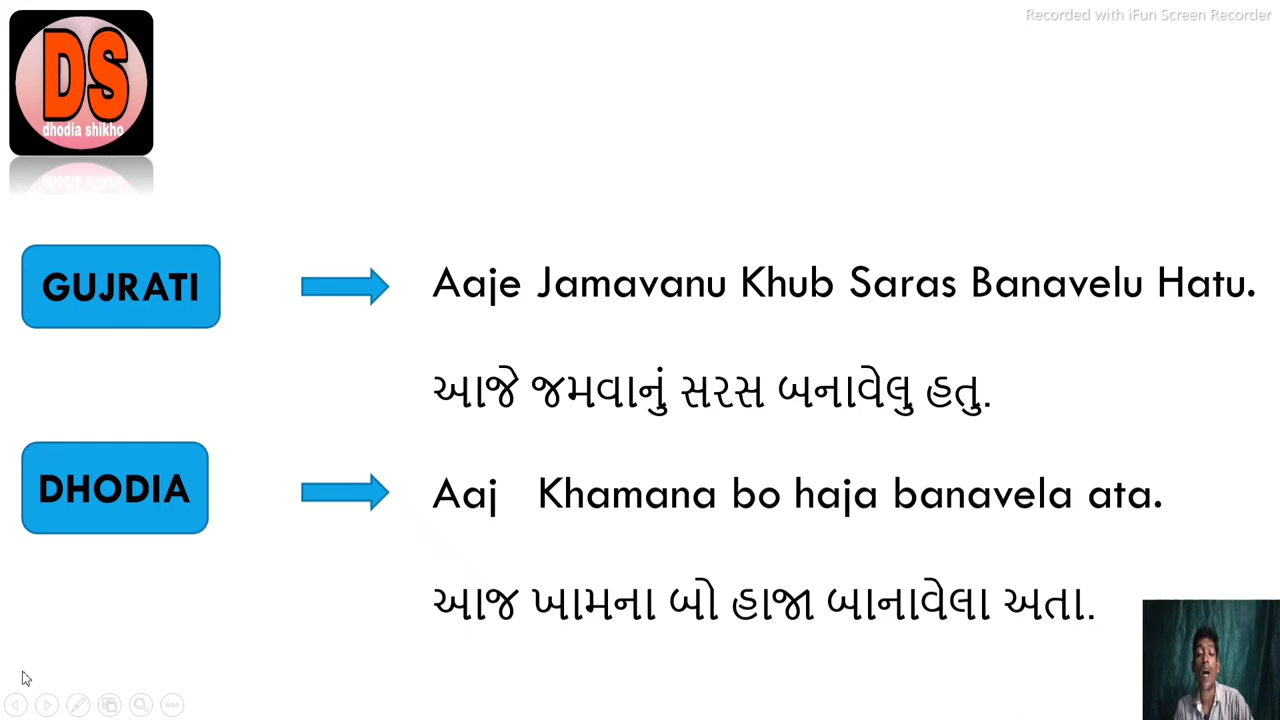 Recorded with iFun Screen Recorder
DS
dhodia shikho
GUJRATI
Aaje Jamavanu Khub Saras Banavelu Hatu.
આજે જમવાનું સરસ બનાવેલુ હતુ.
DHODIA
Aaj Khamana bo haja banavela ata.
આજ ખામના બો હાજા બાનાવેલા અતા.